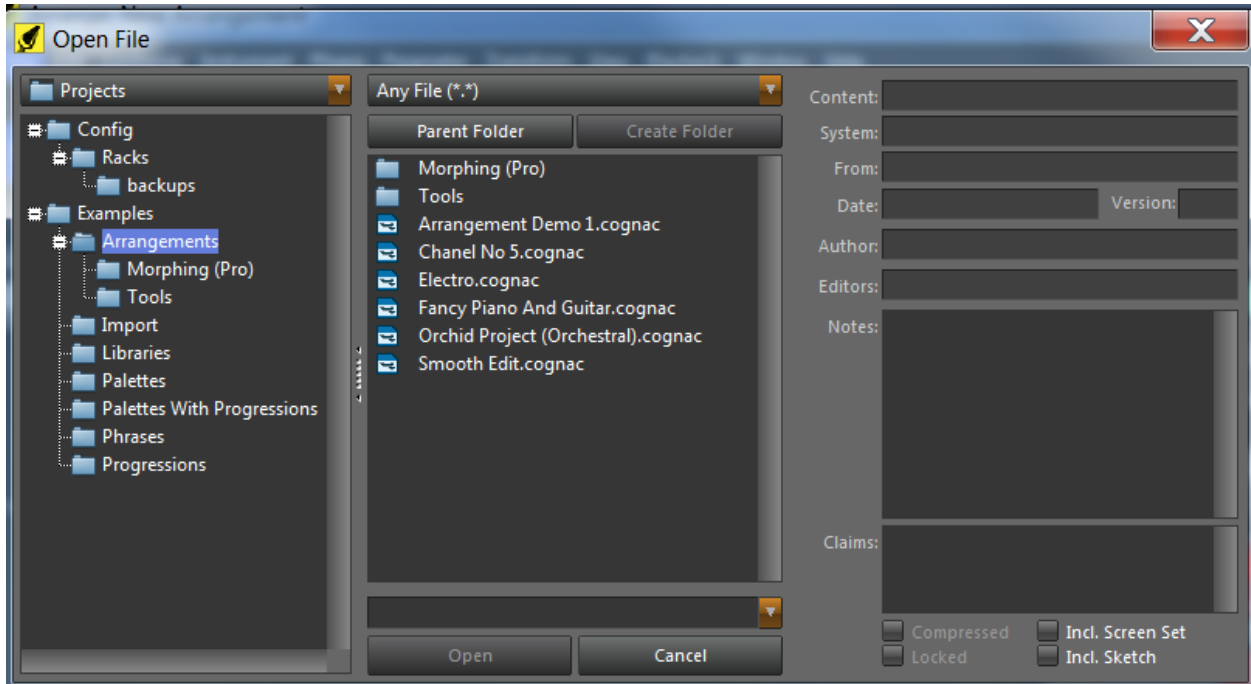 Open File
X
Projects
Config
Racks
backups
Examples
Arrangements
Morphing (Pro)
Tools
Import
Libraries
Palettes
Palettes With Progressions
Phrases
Progressions
Any File (*.*)
Parent Folder Create Folder
Morphing (Pro)
Tools
Arrangement Demo 1.cognac
Chanel No 5.cognac
Electro.cognac
Fancy Piano And Guitar.cognac
Orchid Project (Orchestral).cognac
Smooth Edit.cognac
Open Cancel
Content:
System:
From:
Date: Version:
Author:
Editors:
Notes:
Claims:
Compressed Incl. Screen Set
Locked Incl. Sketch